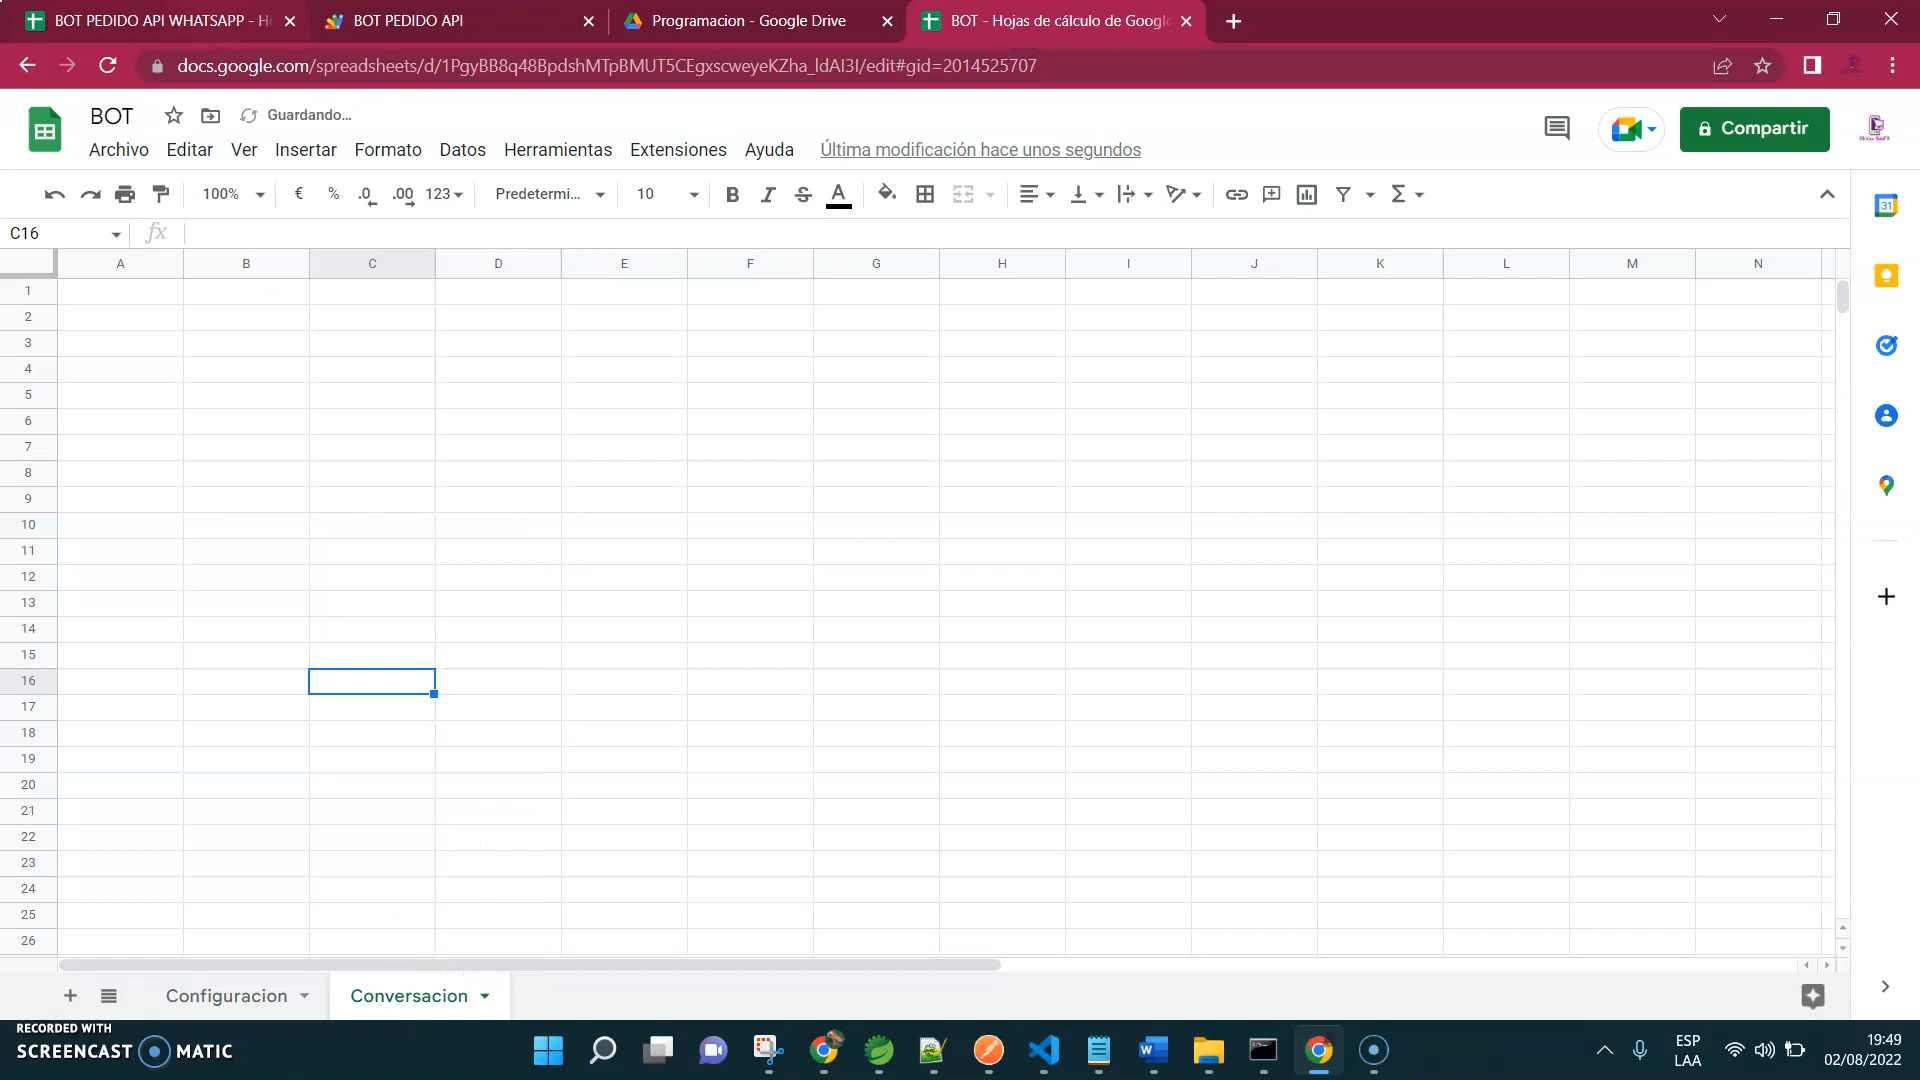 BOT PEDIDO API WHATSAPP - H
BOT PEDIDO API
Programacion - Google Drive
BOT - Hojas de cálculo de Googl
docs.google.com/spreadsheets/d/1PgyBB8q48BpdshMTpBMUT5CEgxscweyeKZha_ldAI3I/edit#gid=2014525707
BOT
Guardando...
Compartir
Archivo Editar Ver Insertar Formato Datos Herramientas Extensiones Ayuda Última modificación hace unos segundos
100% € % .0 .00 123 Predetermi... 10 B I S A Σ
31
C16 fx
A B C D E F G H I J K L M N
1
2
3
4
5
6
7
8
9
10
11
12
13
14
15
16
17
18
19
20
21
22
23
24
25
26
Configuracion Conversacion
RECORDED WITH
SCREENCAST MATIC
ESP
LAA
19:49
02/08/2022